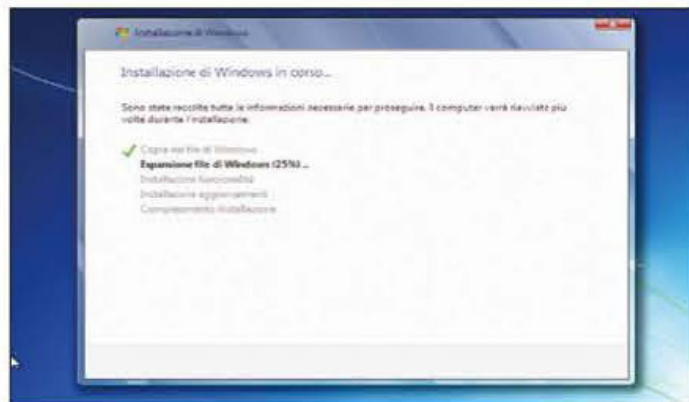 Installazione di Windows
Installazione di Windows in corso...
Sono state raccolte tutte le informazioni necessarie per proseguire. Il computer verrà riavviato più
volte durante l'installazione.
Copia dei file di Windows
Espansione file di Windows (25%) ...
Installazione funzionalità
Installazione aggiornamenti
Completamento installazione